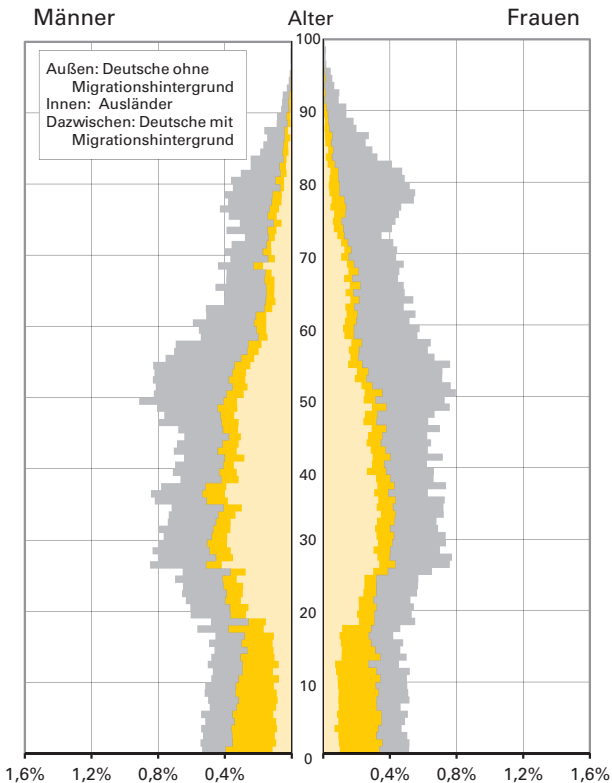 Männer Alter Frauen
Außen: Deutsche ohne
Migrationshintergrund
Innen: Ausländer
Dazwischen: Deutsche mit
Migrationshintergrund
100
90
80
70
60
50
40
30
20
10
0
1,6% 1,2% 0,8% 0,4% 0,4% 0,8% 1,2% 1,6%